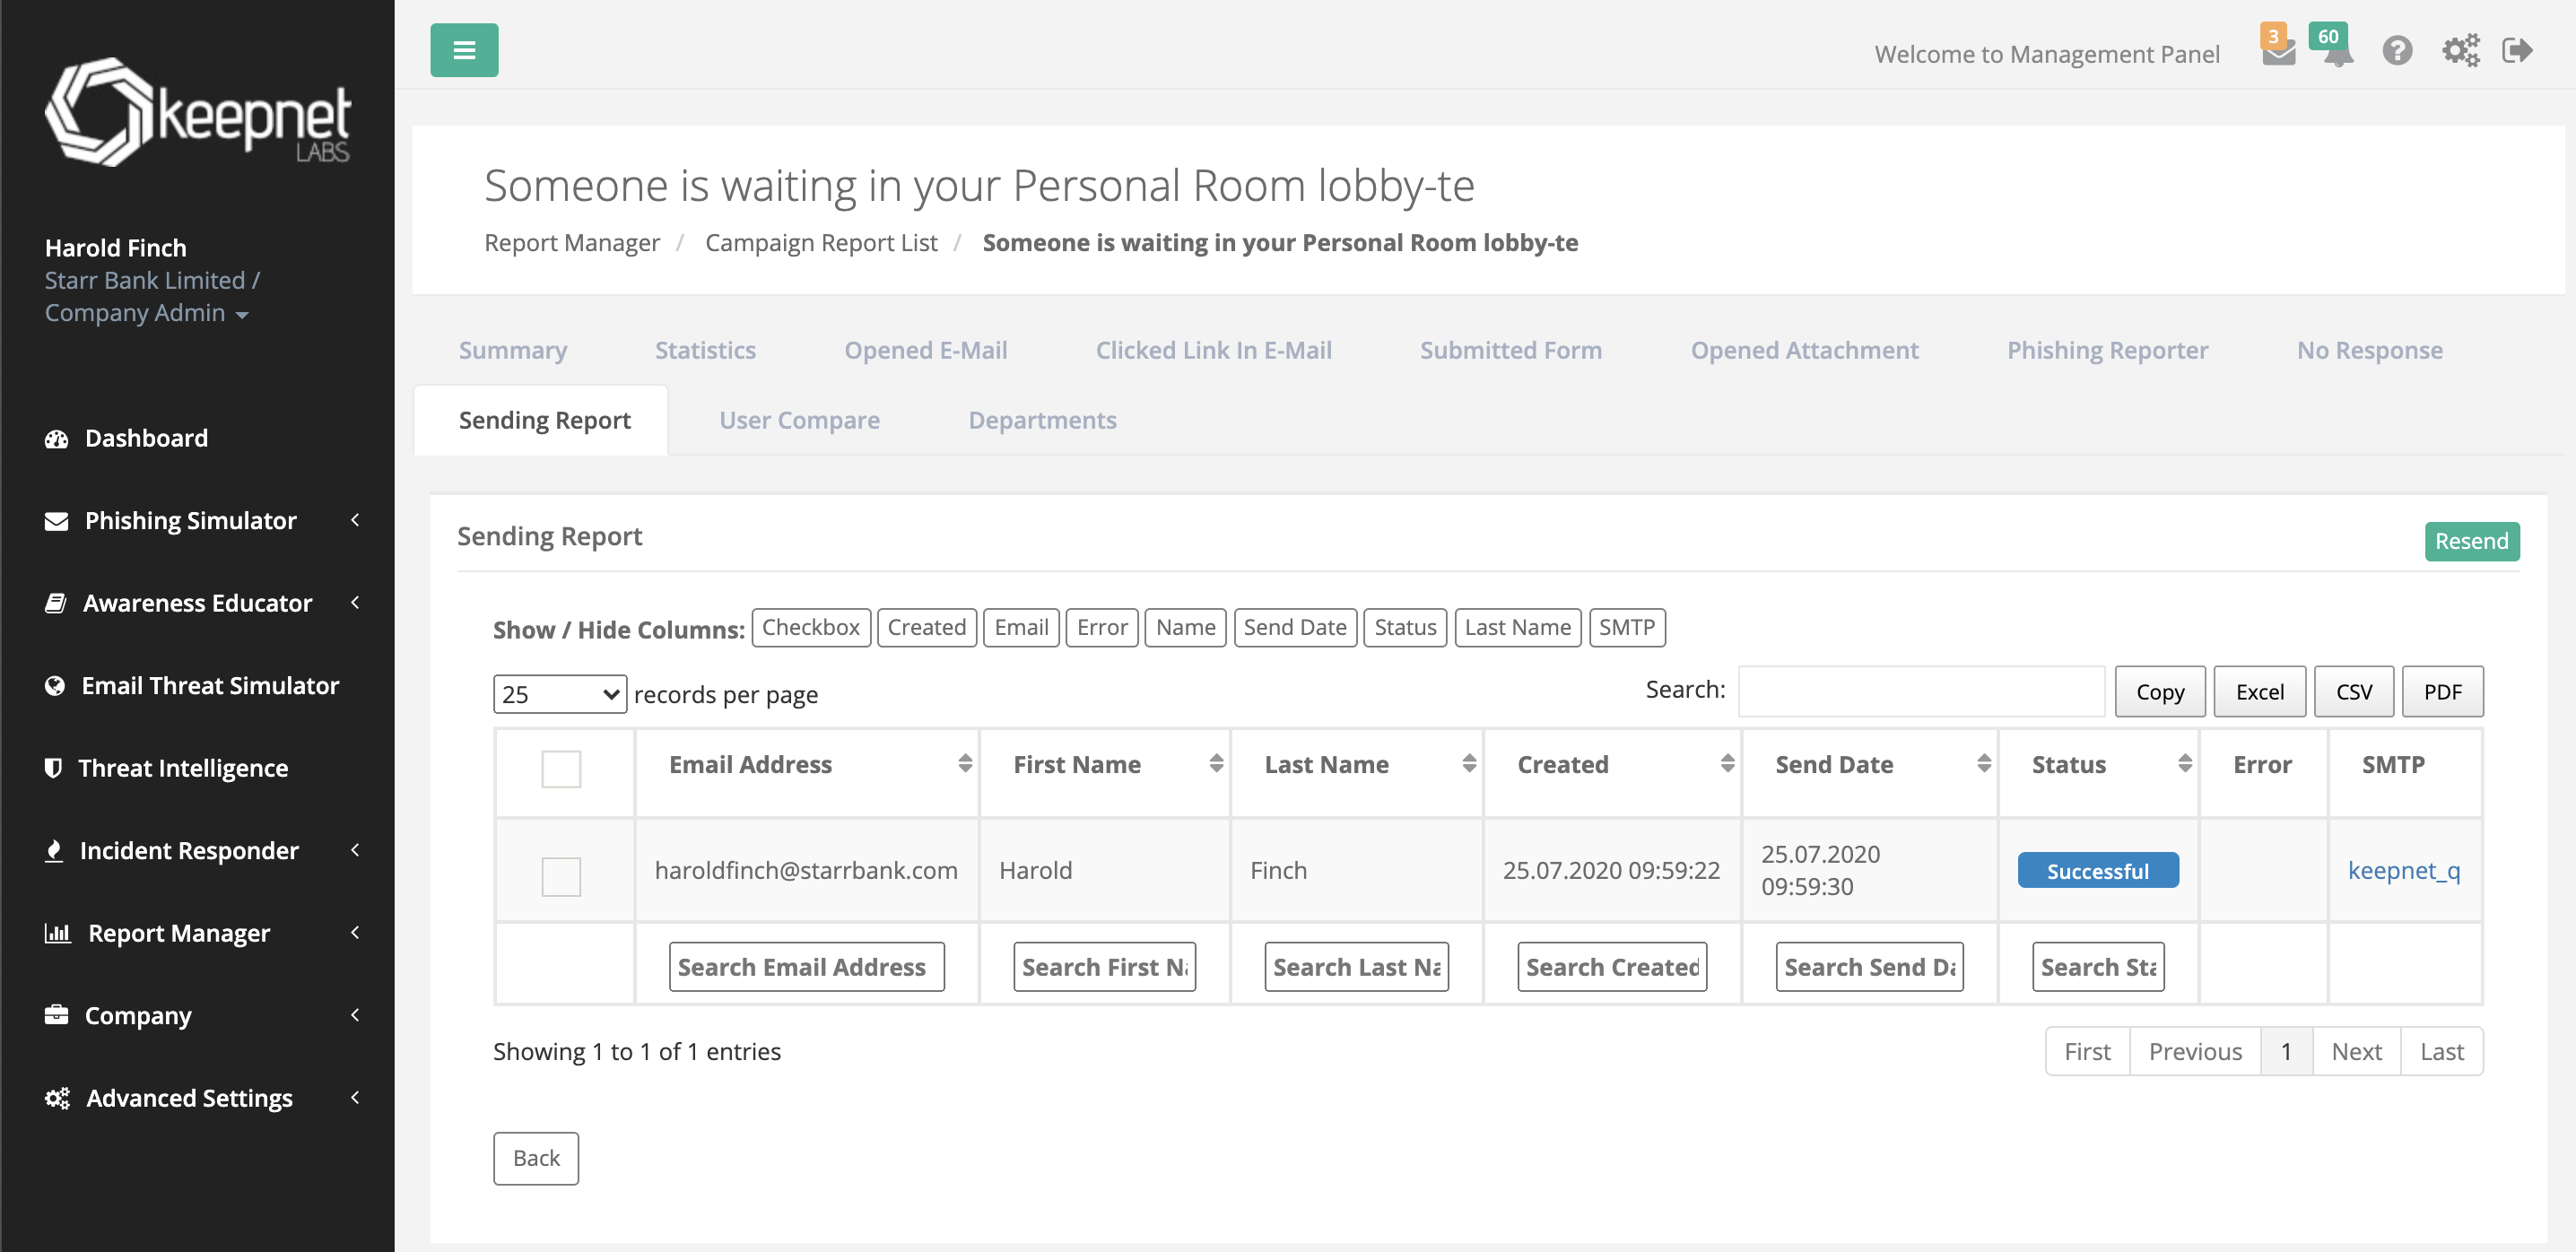 keepnet
LABS
Harold Finch
Starr Bank Limited /
Company Admin
Dashboard
Phishing Simulator
Awareness Educator
Email Threat Simulator
Threat Intelligence
Incident Responder
Report Manager
Company
Advanced Settings
Welcome to Management Panel
3
60
Someone is waiting in your Personal Room lobby-te
Report Manager / Campaign Report List / Someone is waiting in your Personal Room lobby-te
Summary Statistics Opened E-Mail Clicked Link In E-Mail Submitted Form Opened Attachment Phishing Reporter No Response
Sending Report User Compare Departments
Sending Report
Resend
Show / Hide Columns: Checkbox Created Email Error Name Send Date Status Last Name SMTP
25 records per page
Search: Copy Excel CSV PDF
Email Address First Name Last Name Created Send Date Status Error SMTP
haroldfinch@starrbank.com Harold Finch 25.07.2020 09:59:22 25.07.2020 09:59:30 Successful keepnet_q
Search Email Address Search First Na Search Last Na Search Created Search Send Da Search Sta
Showing 1 to 1 of 1 entries
First Previous 1 Next Last
Back